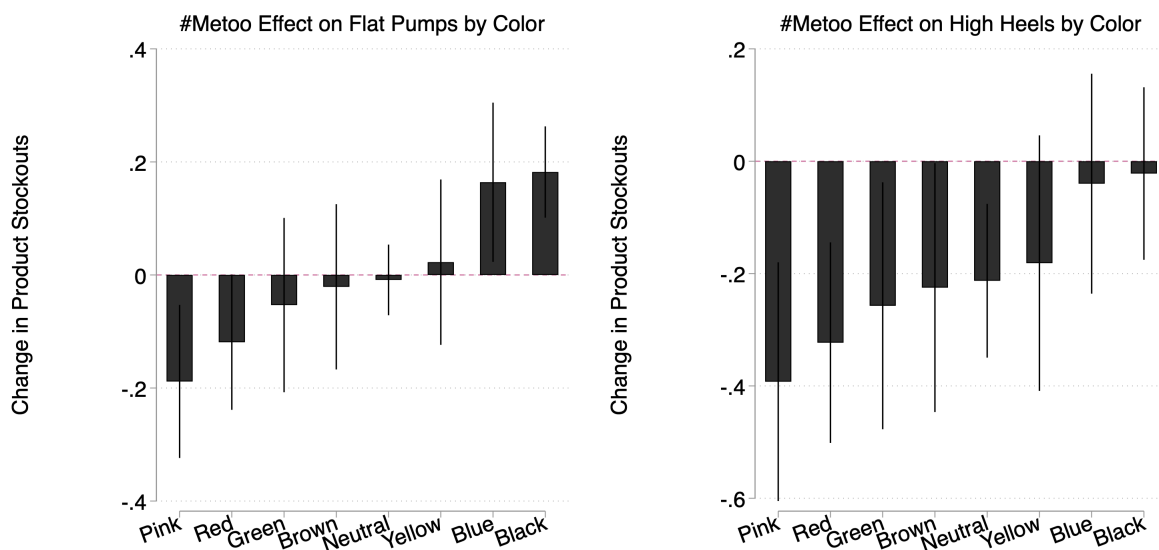 #Metoo Effect on Flat Pumps by Color
Change in Product Stockouts
.4
.2
0
-.2
-.4
Pink
Red
Green
Brown
Neutral
Yellow
Blue
Black
#Metoo Effect on High Heels by Color
Change in Product Stockouts
.2
0
-.2
-.4
-.6
Pink
Red
Green
Brown
Neutral
Yellow
Blue
Black